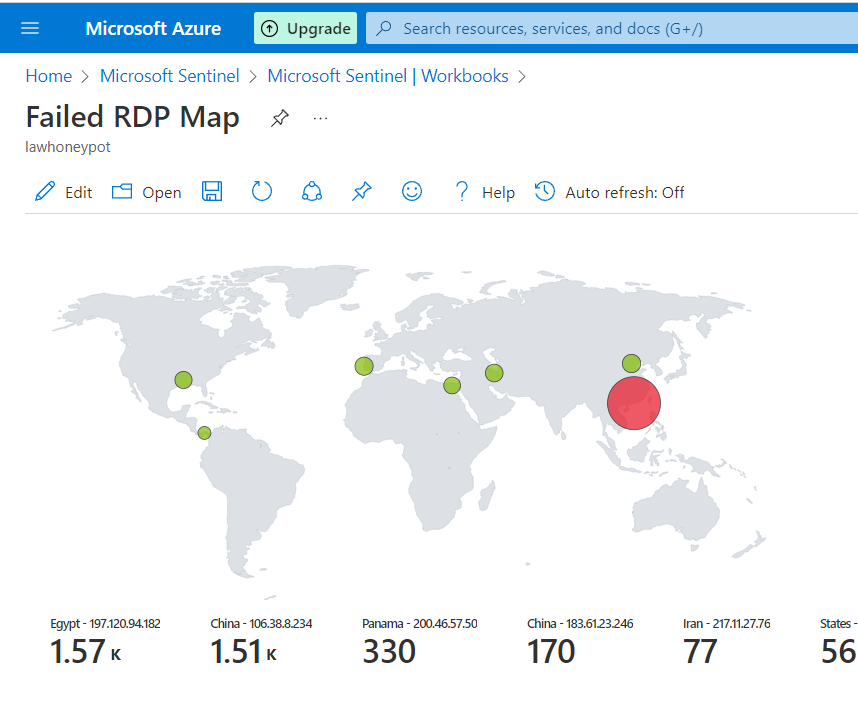 Microsoft Azure
Upgrade
Search resources, services, and docs (G+/)
Home > Microsoft Sentinel > Microsoft Sentinel | Workbooks >
Failed RDP Map
...
lawhoneypot
Edit Open Help Auto refresh: Off
Egypt - 197.120.94.182 China - 106.38.8.234 Panama - 200.46.57.50 China - 183.61.23.246 Iran - 217.11.27.76 States -
1.57 K 1.51 K 330 170 77 56